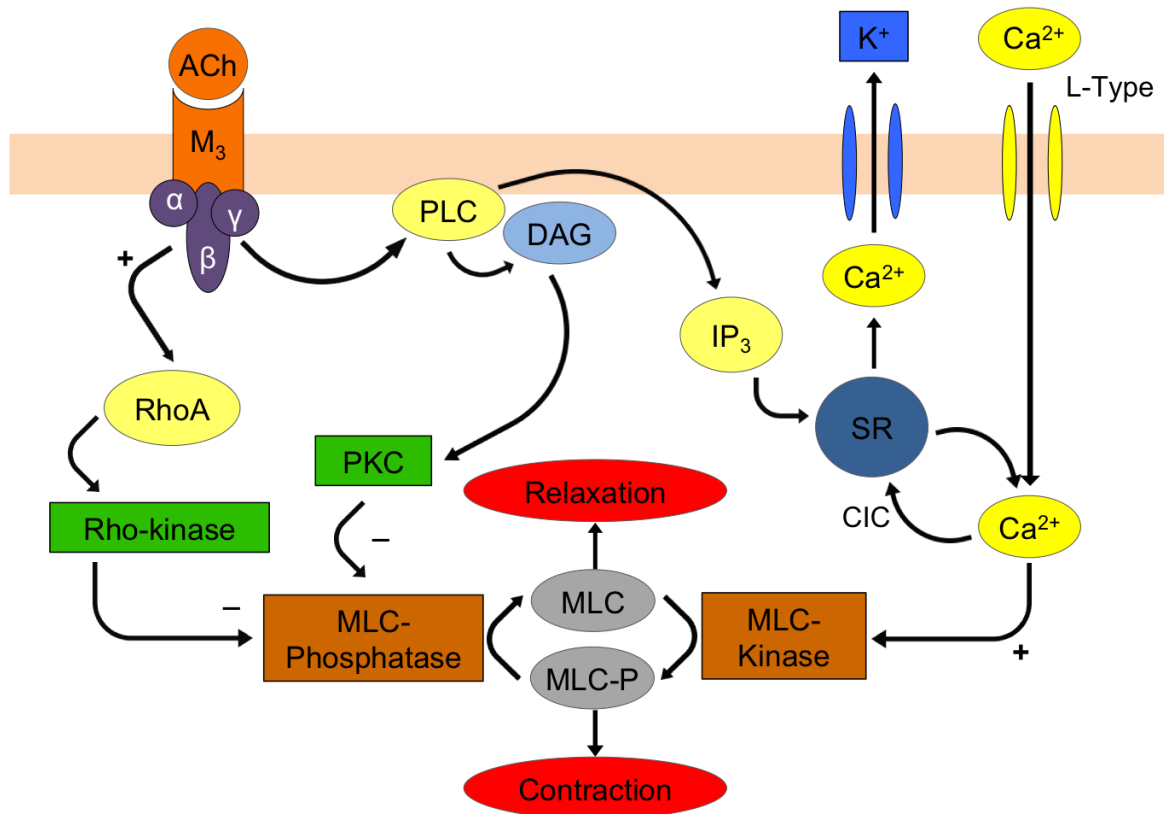 ACh
M₃
α
γ
β
+
PLC
DAG
K⁺
Ca²⁺
L-Type
Ca²⁺
IP₃
RhoA
SR
PKC
Relaxation
CIC
Ca²⁺
Rho-kinase
–
–
MLC-
Phosphatase
MLC
MLC-
Kinase
+
MLC-P
Contraction